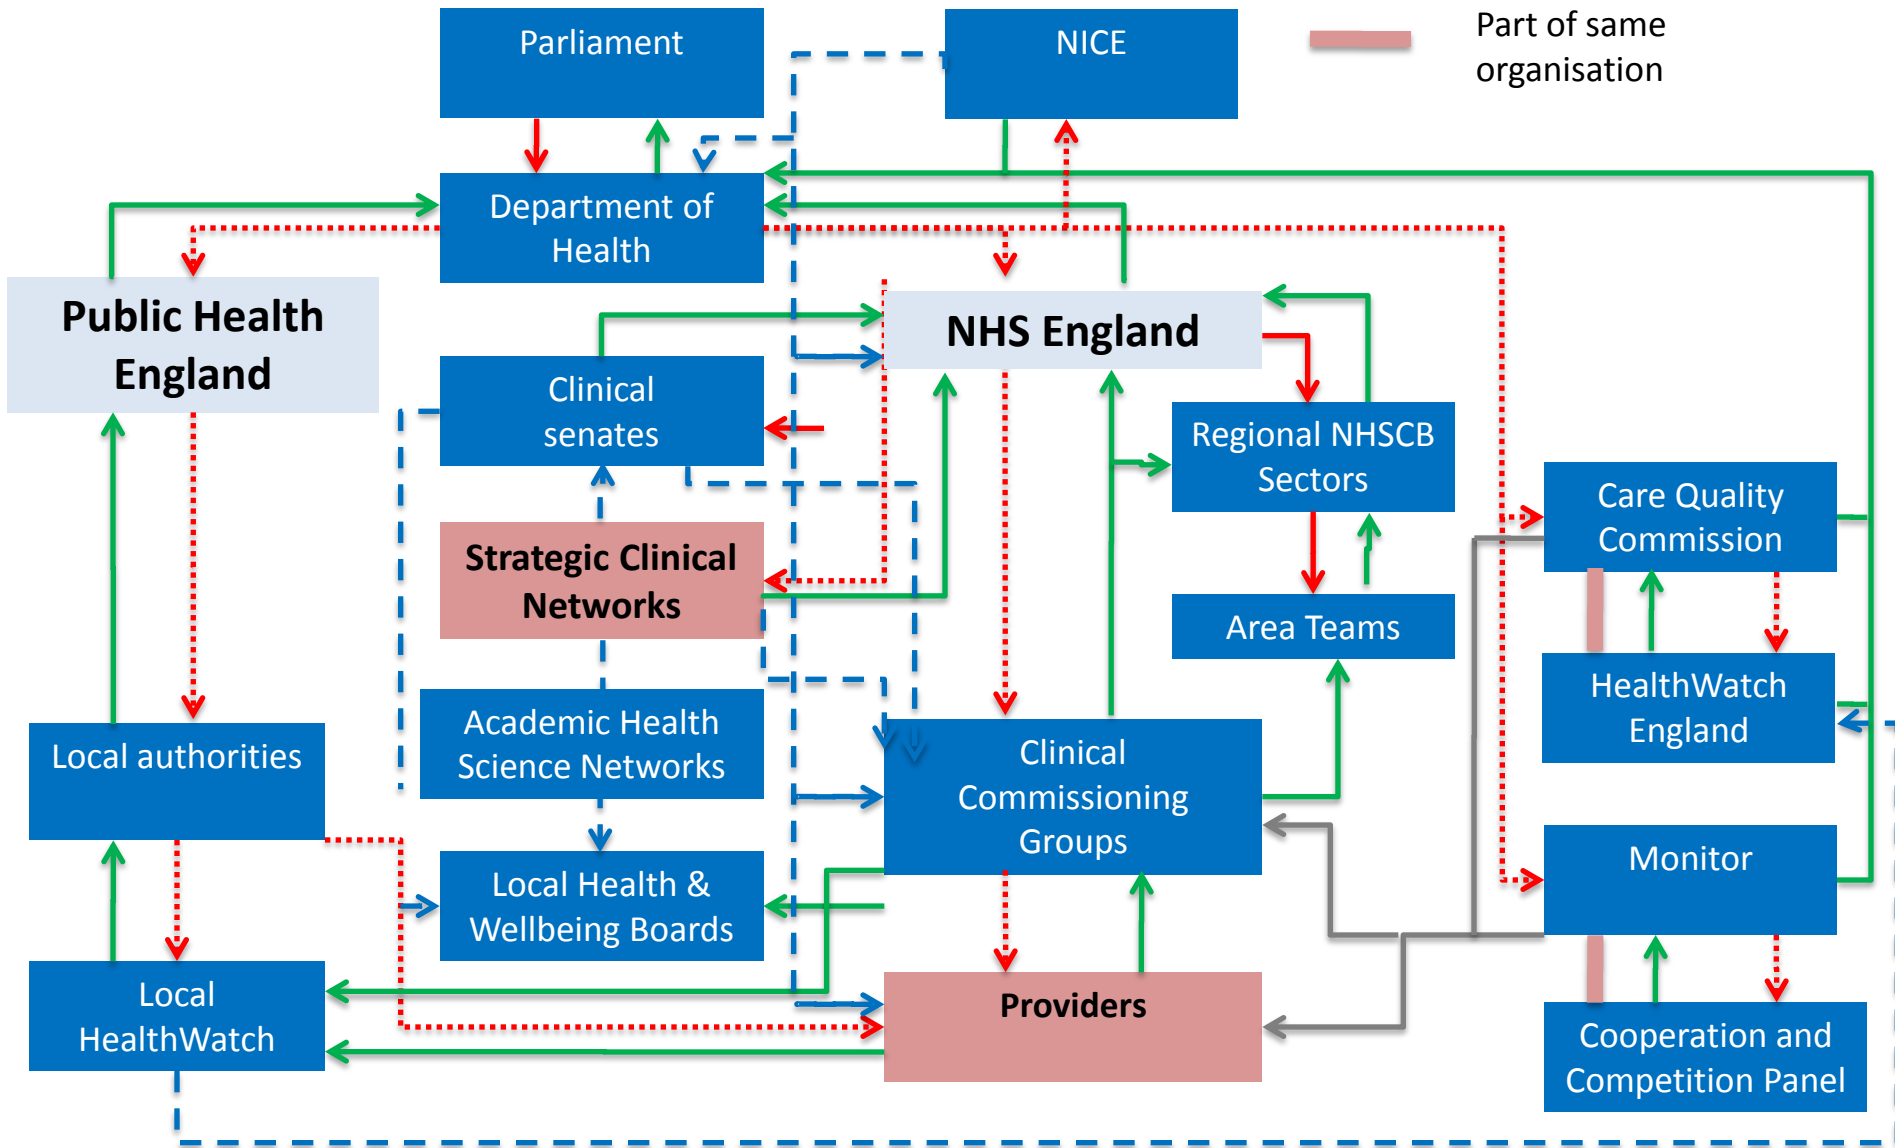 Parliament
NICE
Part of same
organisation
Department of
Health
Public Health
England
NHS England
Clinical
senates
Regional NHSCB
Sectors
Care Quality
Commission
Strategic Clinical
Networks
Area Teams
HealthWatch
England
Local authorities
Academic Health
Science Networks
Clinical
Commissioning
Groups
Monitor
Local Health &
Wellbeing Boards
Local
HealthWatch
Providers
Cooperation and
Competition Panel